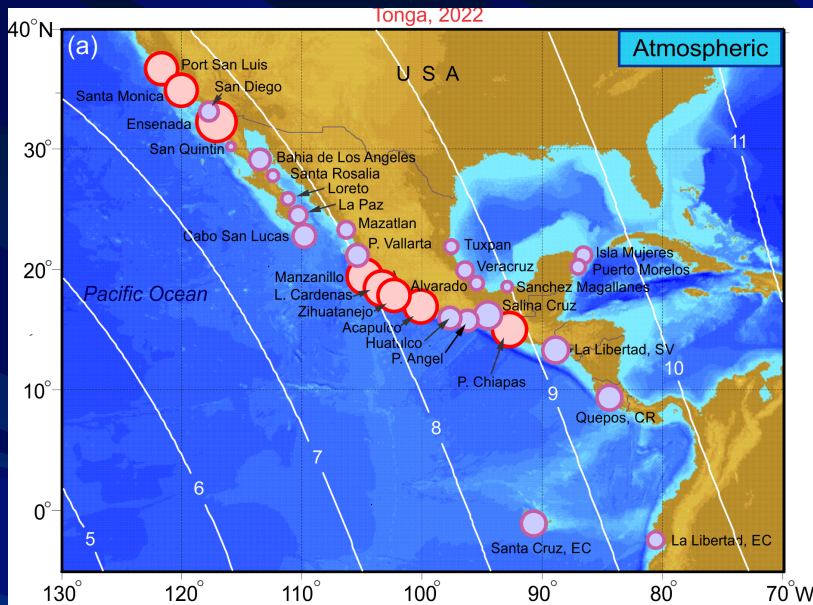 Tonga, 2022
40°N
(a)
Atmospheric
Port San Luis
U S A
San Diego
Santa Monica
11
Ensenada
30°
San Quintin
Bahia de Los Angeles
Santa Rosalia
Loreto
La Paz
Mazatlan
Cabo San Lucas
P. Vallarta
Tuxpan
Isla Mujeres
Veracruz
Puerto Morelos
20°
Manzanillo
Alvarado
Sanchez Magallanes
Pacific Ocean
L. Cardenas
Salina Cruz
Zihuatanejo
Acapulco
Huatulco
La Libertad, SV
P. Angel
10
P. Chiapas
9
10°
8
Quepos, CR
7
6
0°
5
Santa Cruz, EC
La Libertad, EC
130° 120° 110° 100° 90° 80° 70°W